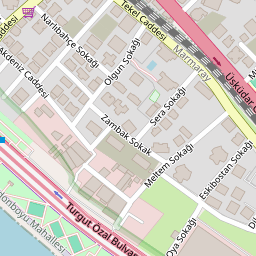 Tekel Caddesi
Narlıbahçe Sokağı
Marmaray
Caddesi
Olgun Sokağı
Akdeniz Caddesi
Üsküdar
Sera Sokağı
Zambak Sokak
Meltem Sokağı
Eskibostan Sokağı
Turgut Özal Bulvarı
Mahallesi
Oya Sokağı